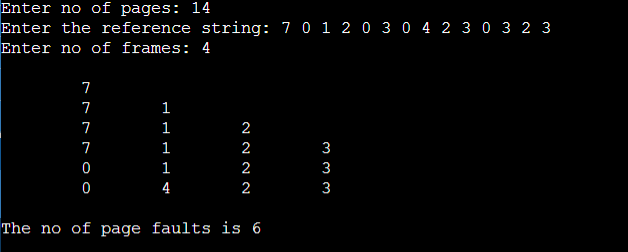 Enter no of pages: 14
Enter the reference string: 7 0 1 2 0 3 0 4 2 3 0 3 2 3
Enter no of frames: 4
7
7 1
7 1 2
7 1 2 3
0 1 2 3
0 4 2 3
The no of page faults is 6